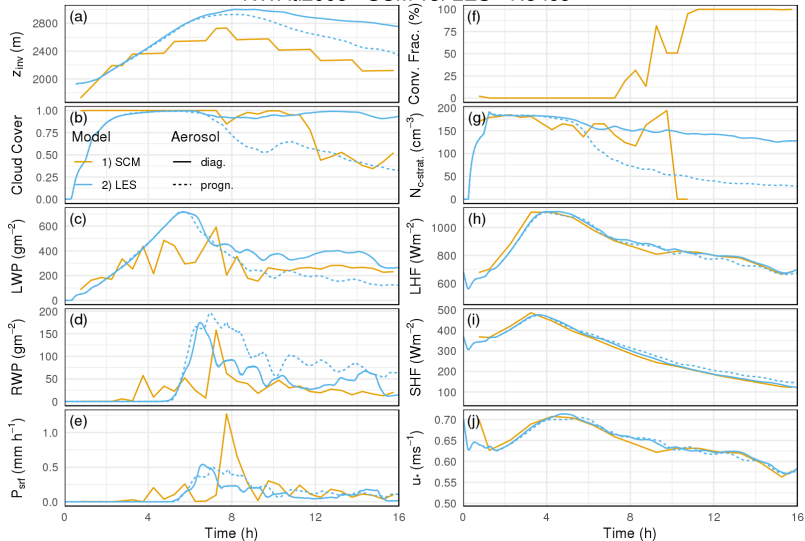 (a)
z_inv (m)
2800
2400
2000
(b)
Cloud Cover
1.00
0.75
0.50
0.25
0.00
Model
1) SCM
2) LES
Aerosol
diag.
progn.
(c)
LWP (gm⁻²)
600
400
200
0
(d)
RWP (gm⁻²)
200
150
100
50
0
(e)
P_srf (mm h⁻¹)
1.0
0.5
0.0
0
4
8
12
16
Time (h)
(f)
Conv. Frac. (%)
100
75
50
25
0
(g)
N_c-strat. (cm⁻³)
200
150
100
50
0
(h)
LHF (Wm⁻²)
1000
800
600
(i)
SHF (Wm⁻²)
500
400
300
200
100
(j)
u* (ms⁻¹)
0.70
0.65
0.60
0.55
0.50
0
4
8
12
16
Time (h)